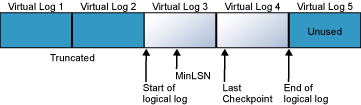 Virtual Log 1 Virtual Log 2 Virtual Log 3 Virtual Log 4 Virtual Log 5
Unused
Truncated
MinLSN
Start of
logical log
Last
Checkpoint
End of
logical log